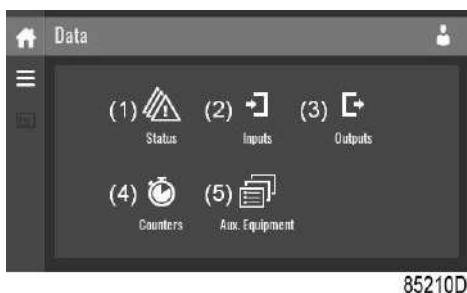 Data
(1) Status
(2) Inputs
(3) Outputs
(4) Counters
(5) Aux. Equipment
85210D